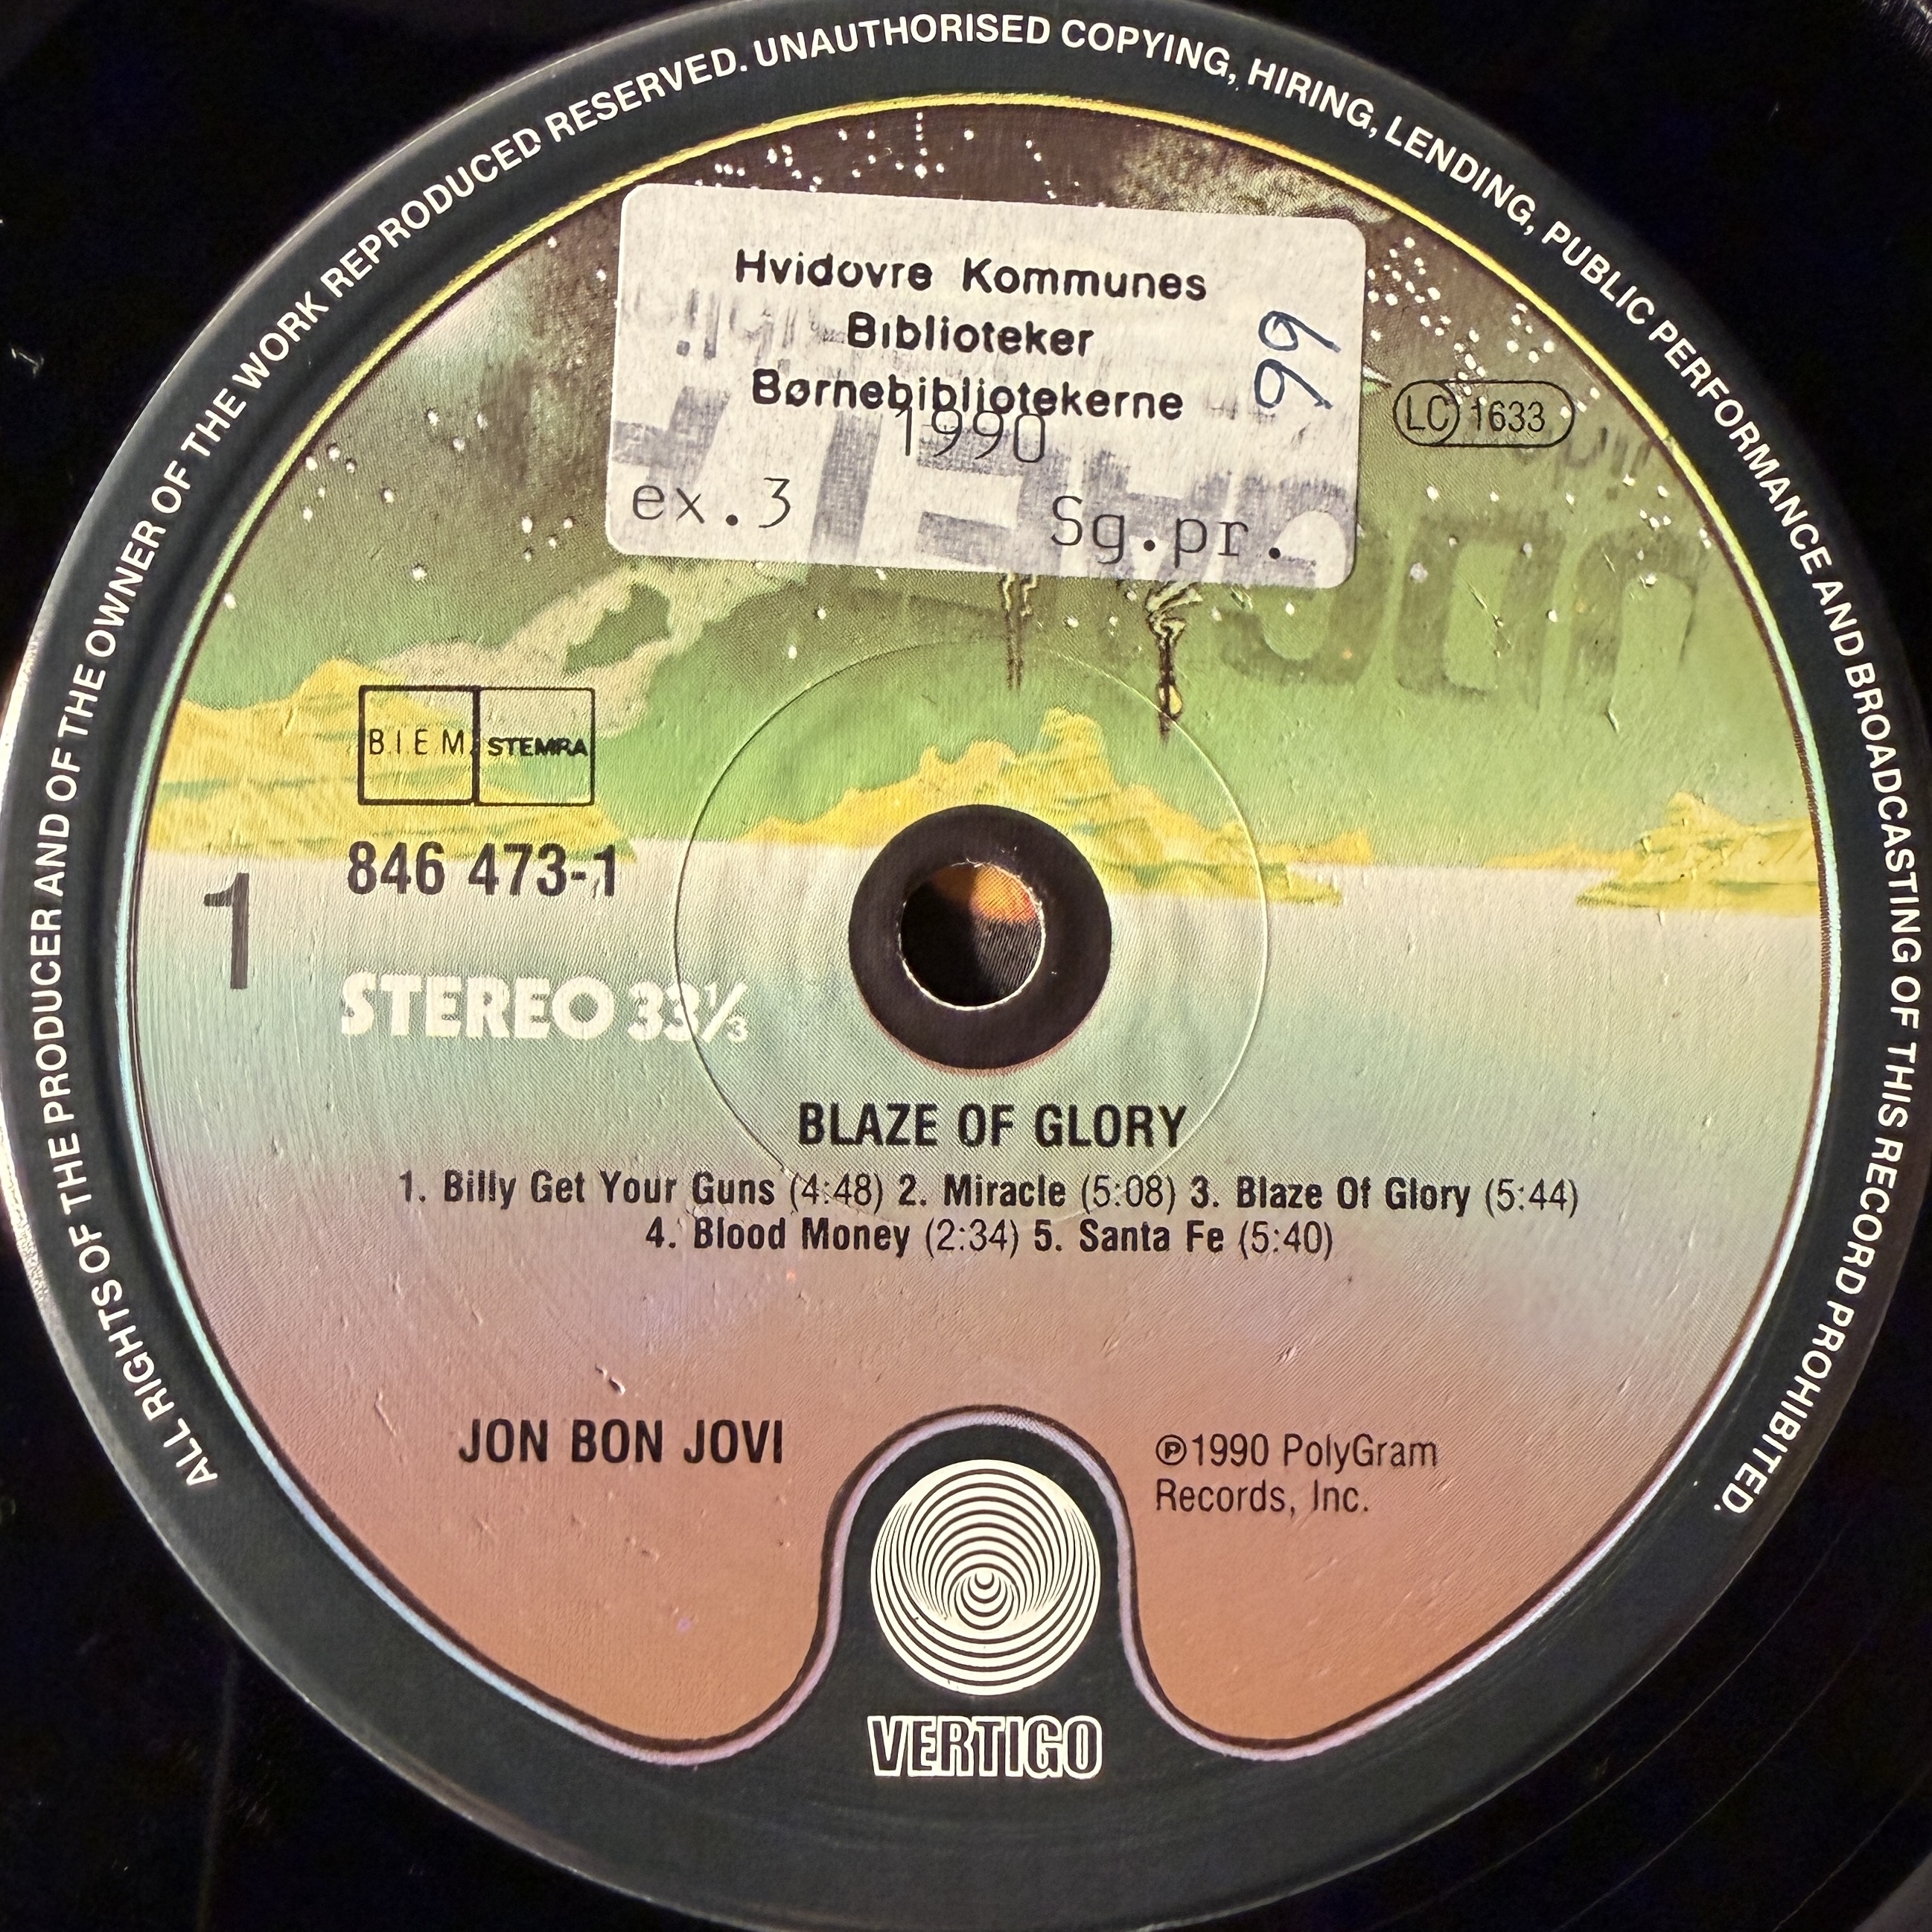 ALL RIGHTS OF THE PRODUCER AND OF THE OWNER OF THE WORK REPRODUCED RESERVED. UNAUTHORISED COPYING, HIRING, LENDING, PUBLIC PERFORMANCE AND BROADCASTING OF THIS RECORD PROHIBITED.
Hvidovre Kommunes
Biblioteker
Børnebibliotekerne
1990
ex.3 Sg.pr.
99
LC 1633
B.I.E.M. STEMRA
846 473-1
1
STEREO 33⅓
BLAZE OF GLORY
1. Billy Get Your Guns (4:48) 2. Miracle (5:08) 3. Blaze Of Glory (5:44)
4. Blood Money (2:34) 5. Santa Fe (5:40)
JON BON JOVI
℗1990 PolyGram
Records, Inc.
VERTIGO